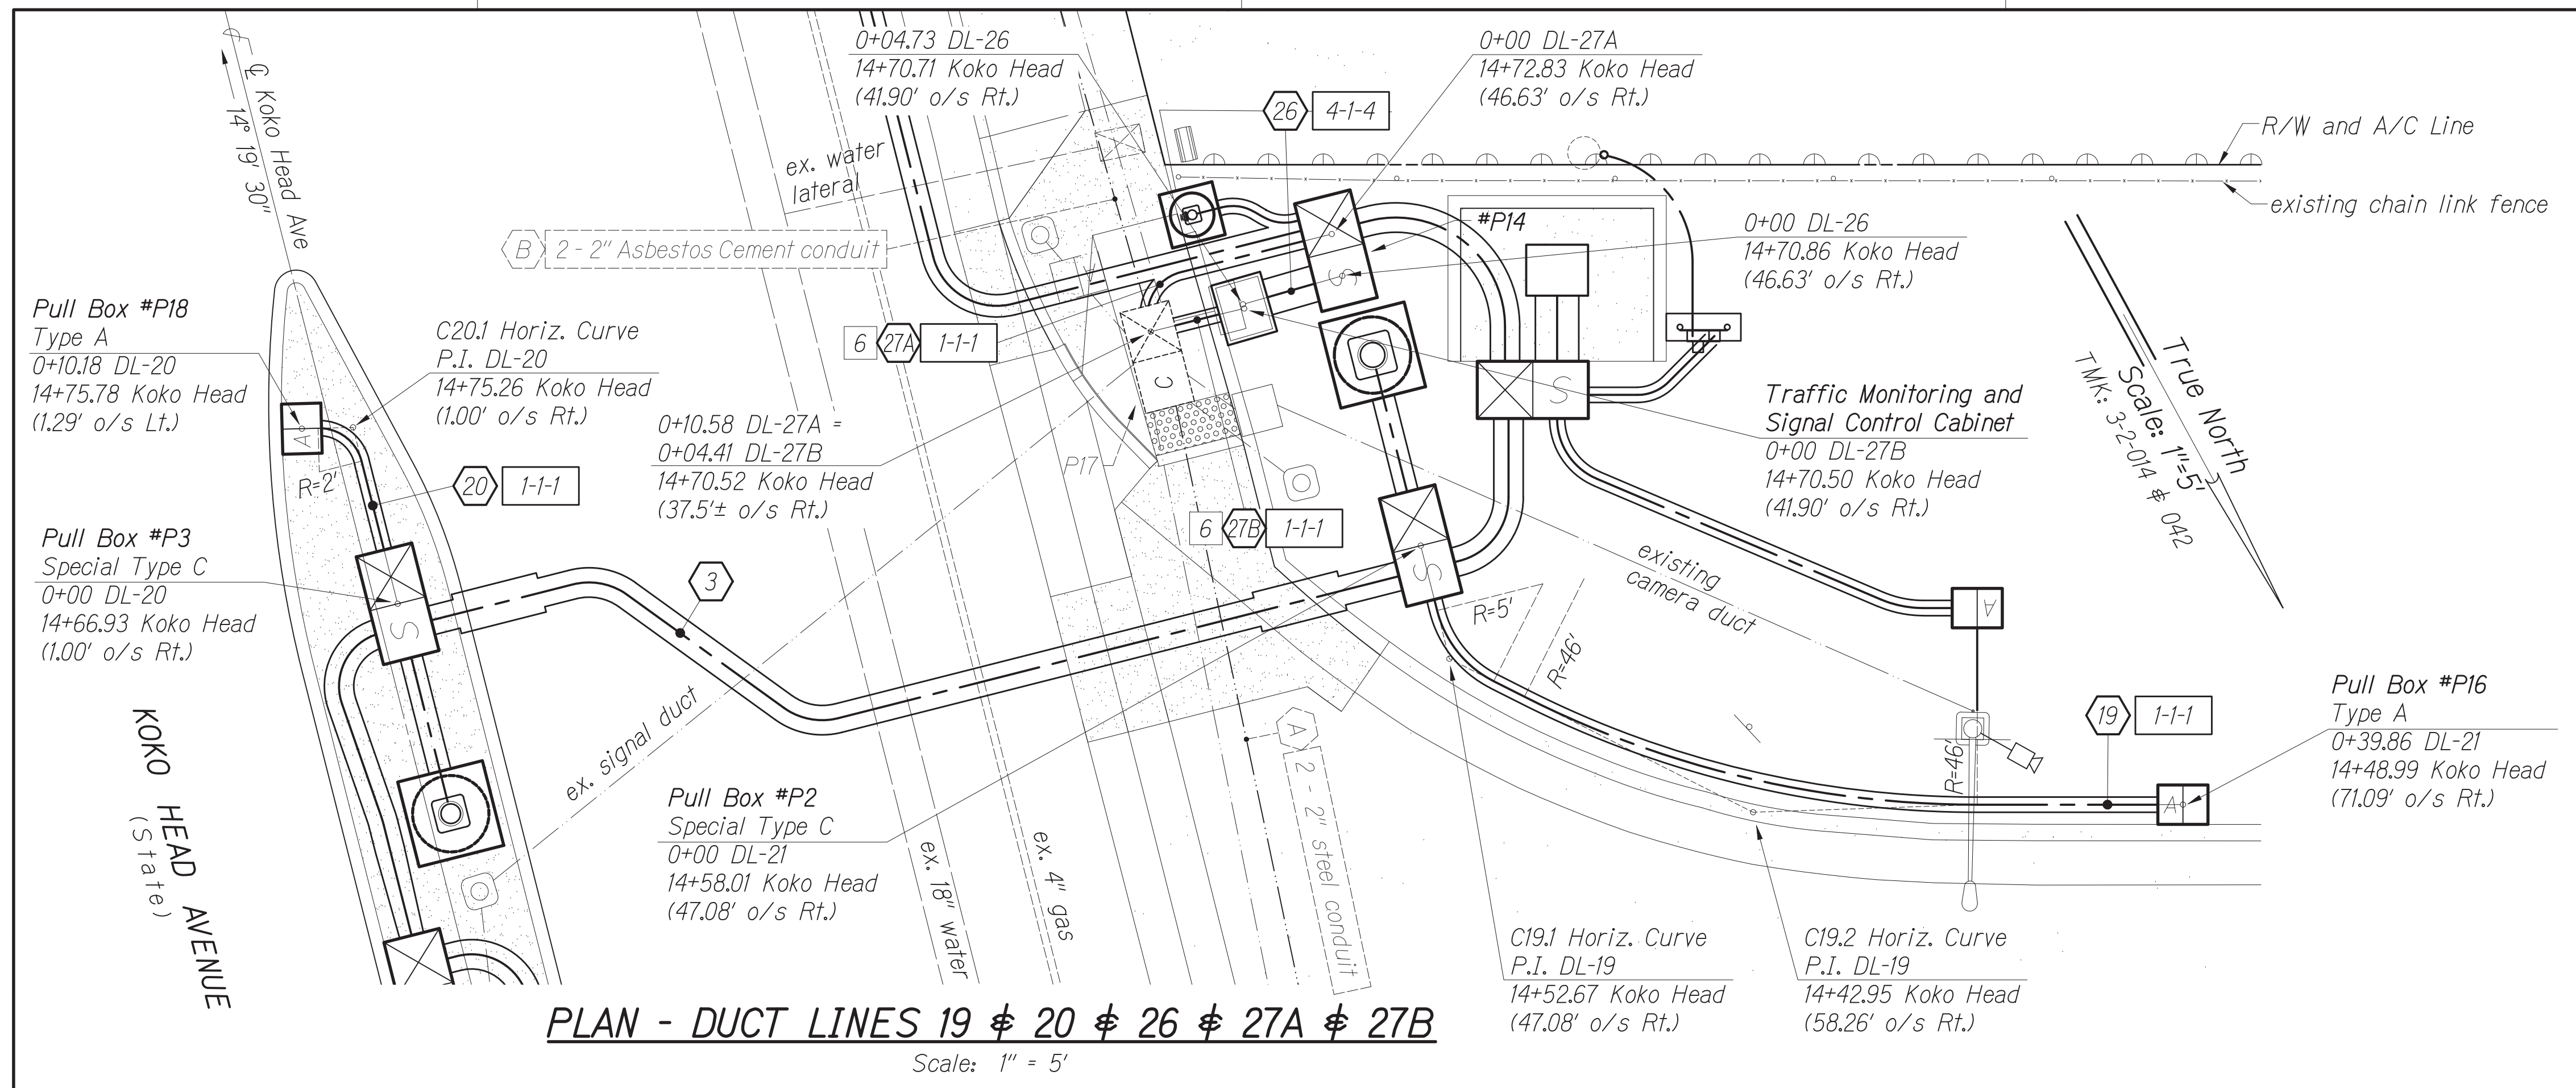 ℄ Koko Head Ave
14° 19' 30"
0+04.73 DL-26
14+70.71 Koko Head
(41.90' o/s Rt.)
0+00 DL-27A
14+72.83 Koko Head
(46.63' o/s Rt.)
26
4-1-4
R/W and A/C Line
existing chain link fence
ex. water
lateral
B
2 - 2" Asbestos Cement conduit
#P14
0+00 DL-26
14+70.86 Koko Head
(46.63' o/s Rt.)
Pull Box #P18
Type A
0+10.18 DL-20
14+75.78 Koko Head
(1.29' o/s Lt.)
C20.1 Horiz. Curve
P.I. DL-20
14+75.26 Koko Head
(1.00' o/s Rt.)
6
27A
1-1-1
S
C
S
A
R=2'
20
1-1-1
0+10.58 DL-27A =
0+04.41 DL-27B
14+70.52 Koko Head
(37.5'± o/s Rt.)
P17
Traffic Monitoring and
Signal Control Cabinet
0+00 DL-27B
14+70.50 Koko Head
(41.90' o/s Rt.)
True North
Scale: 1"=5'
TMK: 3-2-014 & 042
6
27B
1-1-1
Pull Box #P3
Special Type C
0+00 DL-20
14+66.93 Koko Head
(1.00' o/s Rt.)
3
S
S
existing
camera duct
A
R=5'
R=46'
R=46'
ex. signal duct
Pull Box #P2
Special Type C
0+00 DL-21
14+58.01 Koko Head
(47.08' o/s Rt.)
A
2 - 2" steel conduit
19
1-1-1
A
Pull Box #P16
Type A
0+39.86 DL-21
14+48.99 Koko Head
(71.09' o/s Rt.)
KOKO HEAD AVENUE
(State)
ex. 18" water
ex. 4" gas
C19.1 Horiz. Curve
P.I. DL-19
14+52.67 Koko Head
(47.08' o/s Rt.)
C19.2 Horiz. Curve
P.I. DL-19
14+42.95 Koko Head
(58.26' o/s Rt.)
PLAN - DUCT LINES 19 & 20 & 26 & 27A & 27B
Scale: 1" = 5'